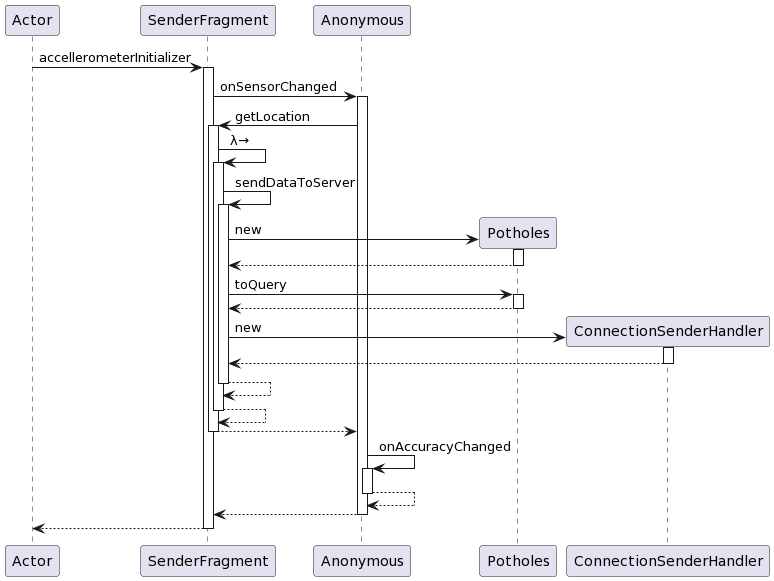 Actor
SenderFragment
Anonymous
accellerometerInitializer
onSensorChanged
getLocation
λ→
sendDataToServer
new
Potholes
toQuery
new
ConnectionSenderHandler
onAccuracyChanged
Actor
SenderFragment
Anonymous
Potholes
ConnectionSenderHandler